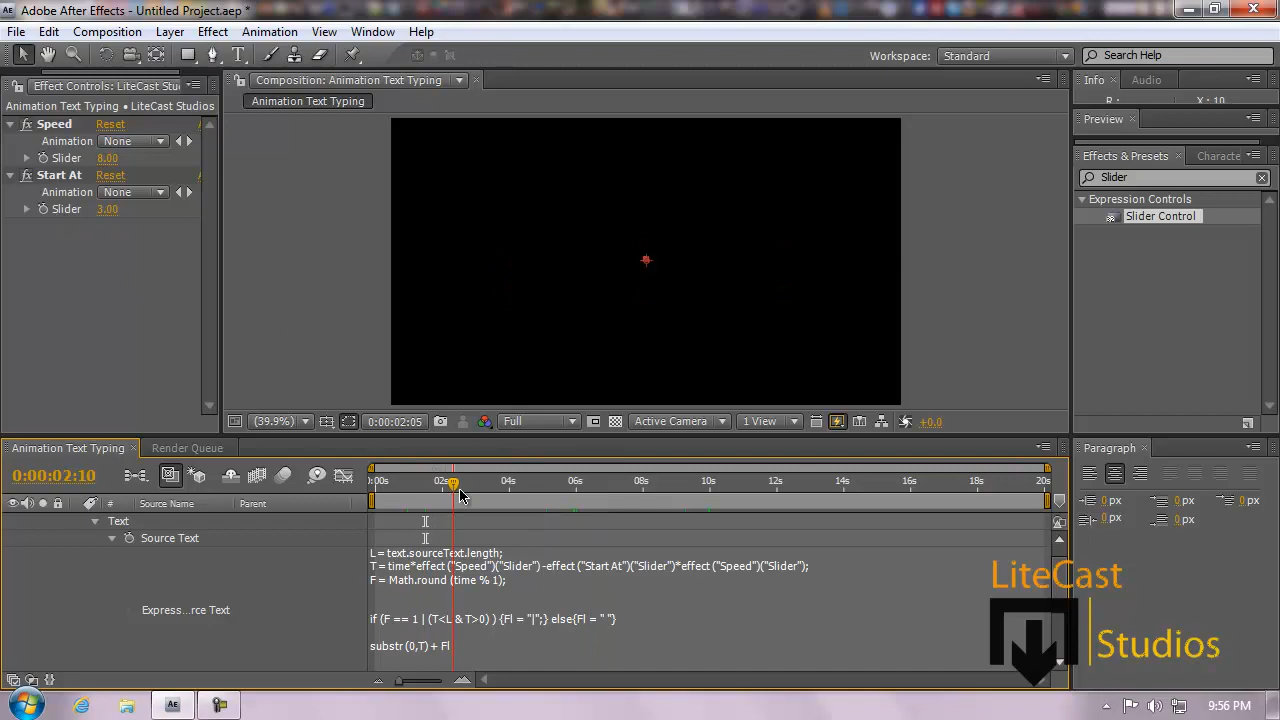 Adobe After Effects - Untitled Project.aep *
File Edit Composition Layer Effect Animation View Window Help
Workspace: Standard Search Help
Effect Controls: LiteCast Stu
Composition: Animation Text Typing
Info Audio
Animation Text Typing • LiteCast Studios
Animation Text Typing
R : X : 10
Speed Reset
Preview
Animation None
Slider 8.00
Effects & Presets Characte
Start At Reset
Slider
Animation None
Expression Controls
Slider 3.00
Slider Control
(39.9%) 0:00:02:05 Full Active Camera 1 View +0.0
Animation Text Typing Render Queue
Paragraph
0:00:02:10
0:00s 02s 04s 06s 08s 10s 12s 14s 16s 18s 20s
# Source Name Parent
0 px 0 px 0 px
0 px 0 px
Text
Source Text
L = text.sourceText.length;
T = time*effect ("Speed")("Slider") -effect ("Start At")("Slider")*effect ("Speed")("Slider");
F = Math.round (time % 1);
Express...rce Text
if (F == 1 | (T<L & T>0) ) {Fl = "|";} else{Fl = " "}
substr (0,T) + Fl
LiteCast
Studios
9:56 PM